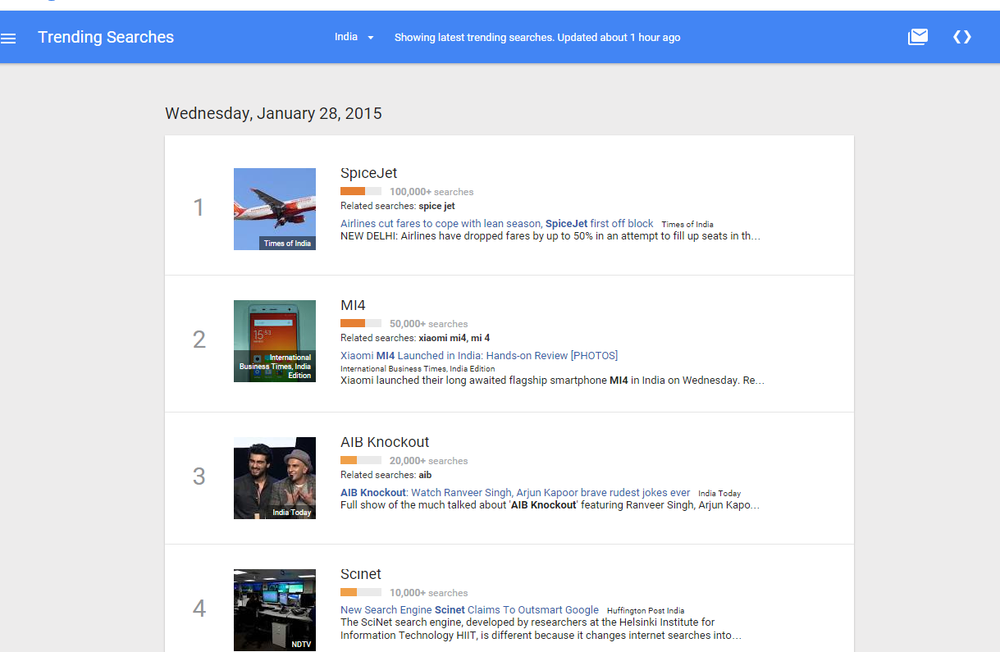 Trending Searches
India
Showing latest trending searches. Updated about 1 hour ago
Wednesday, January 28, 2015
1
Times of India
SpiceJet
100,000+ searches
Related searches: spice jet
Airlines cut fares to cope with lean season, SpiceJet first off block Times of India
NEW DELHI: Airlines have dropped fares by up to 50% in an attempt to fill up seats in th...
2
15:53
International
Business Times, India
Edition
MI4
50,000+ searches
Related searches: xiaomi mi4, mi 4
Xiaomi MI4 Launched in India: Hands-on Review [PHOTOS]
International Business Times, India Edition
Xiaomi launched their long awaited flagship smartphone MI4 in India on Wednesday. Re...
3
India Today
AIB Knockout
20,000+ searches
Related searches: aib
AIB Knockout: Watch Ranveer Singh, Arjun Kapoor brave rudest jokes ever India Today
Full show of the much talked about 'AIB Knockout' featuring Ranveer Singh, Arjun Kapo...
4
NDTV
Scinet
10,000+ searches
New Search Engine Scinet Claims To Outsmart Google Huffington Post India
The SciNet search engine, developed by researchers at the Helsinki Institute for
Information Technology HIIT, is different because it changes internet searches into...